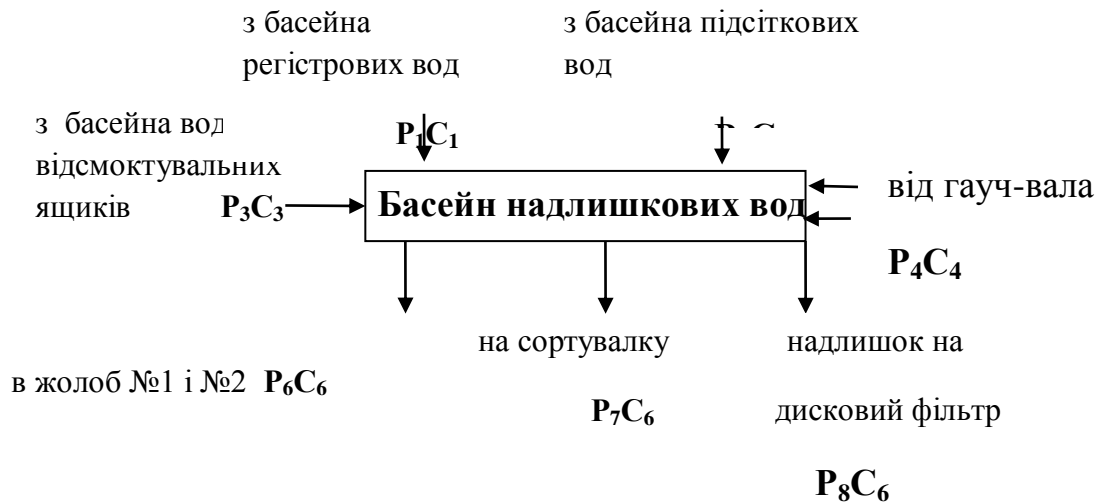 з басейна
регістрових вод
з басейна підсіткових
вод
з басейна вод
відсмоктувальних
ящиків
P₁C₁
P₃C₃
Басейн надлишкових вод
від гауч-вала
P₄C₄
на сортувалку
надлишок на
в жолоб №1 і №2 P₆C₆
P₇C₆
дисковий фільтр
P₈C₆